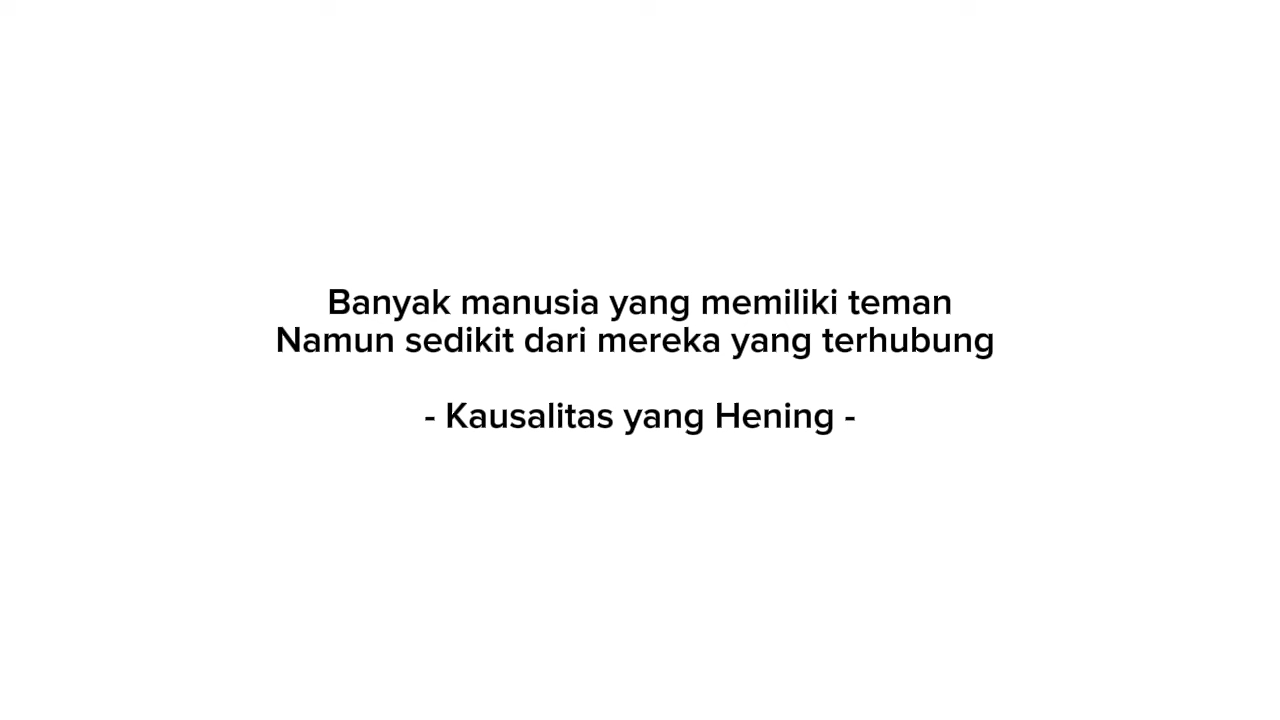 Banyak manusia yang memiliki teman
Namun sedikit dari mereka yang terhubung
- Kausalitas yang Hening -